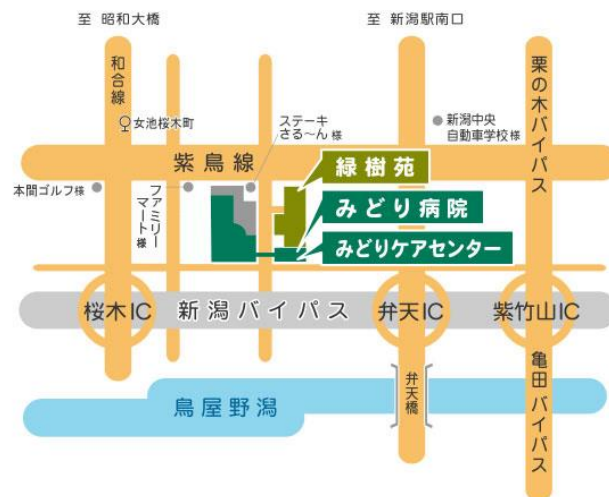 至 昭和大橋
至 新潟駅南口
和合線
栗の木バイパス
女池桜木町
ステーキ
さる〜ん 様
新潟中央
自動車学校 様
紫鳥線
緑樹苑
本間ゴルフ様
ファミリー
マート 様
みどり病院
みどりケアセンター
桜木IC
新潟バイパス
弁天IC
紫竹山IC
弁天橋
亀田バイパス
鳥屋野潟